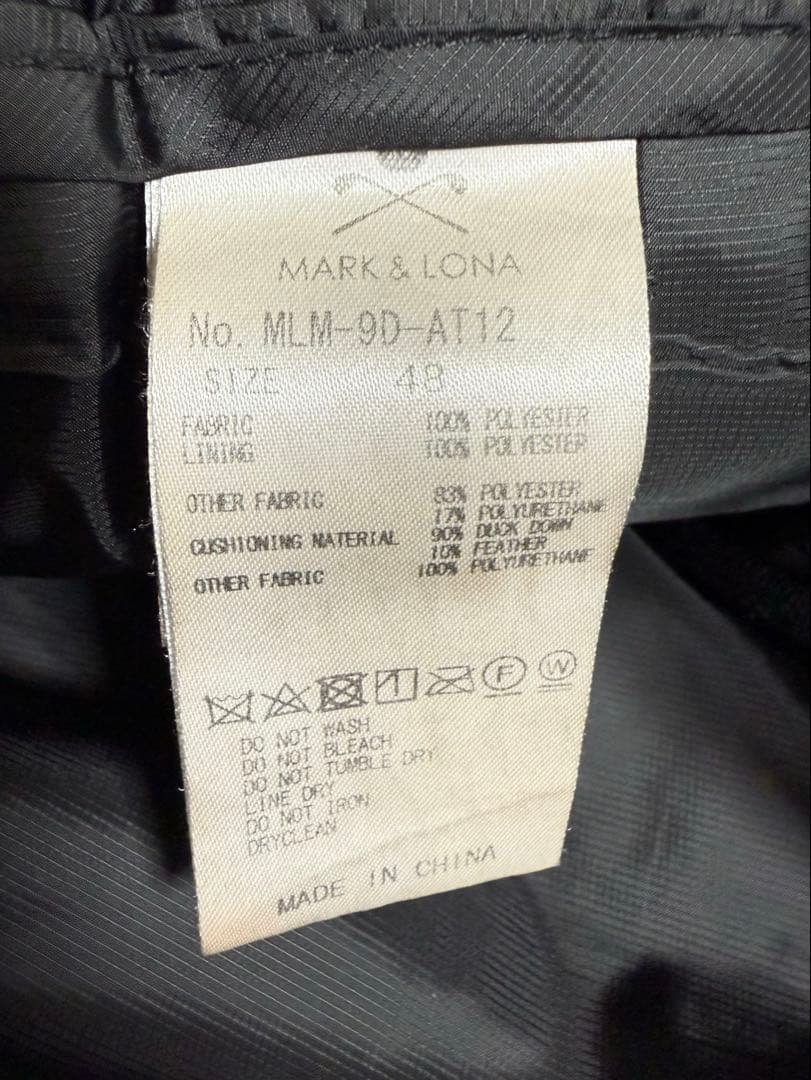 MARK & LONA
No. MLM-9D-AT12
SIZE 48
FABRIC 100% POLYESTER
LINING 100% POLYESTER
OTHER FABRIC 83% POLYESTER
17% POLYURETHANE
CUSHIONING MATERIAL 90% DUCK DOWN
10% FEATHER
OTHER FABRIC 100% POLYURETHANE
F W
DO NOT WASH
DO NOT BLEACH
DO NOT TUMBLE DRY
LINE DRY
DO NOT IRON
DRYCLEAN
MADE IN CHINA